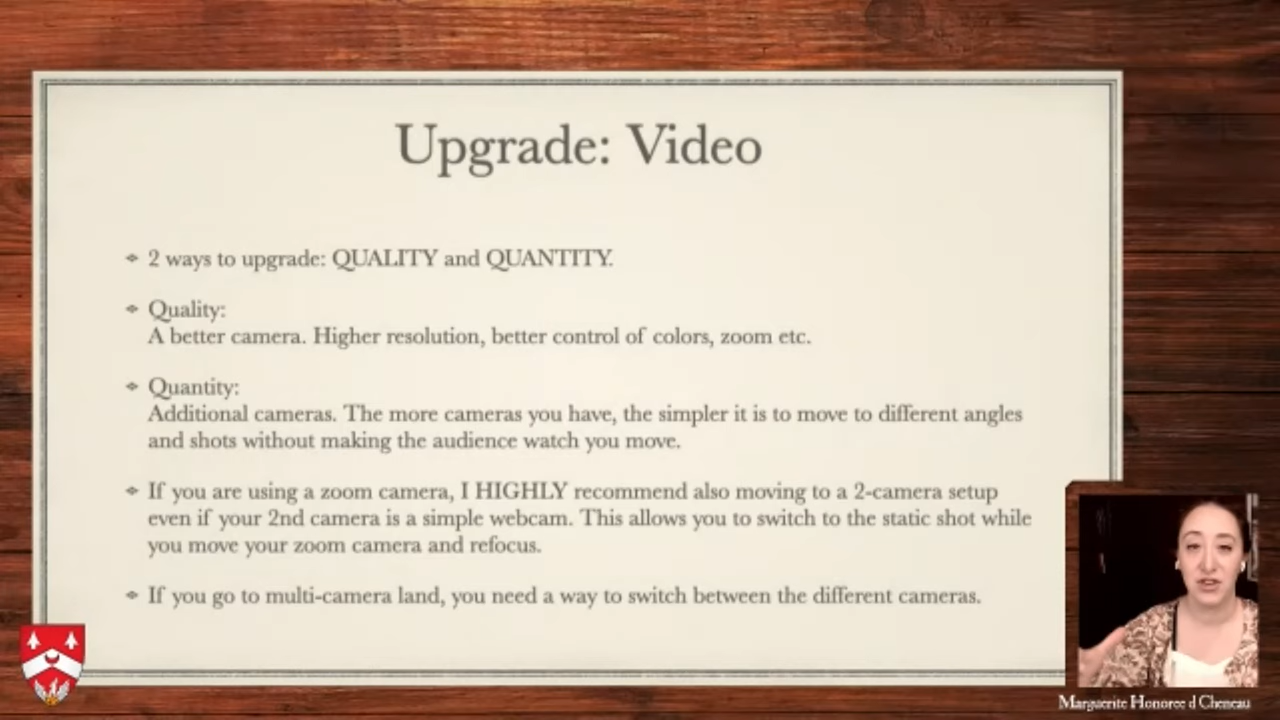 Upgrade: Video
2 ways to upgrade: QUALITY and QUANTITY.
Quality:
A better camera. Higher resolution, better control of colors, zoom etc.
Quantity:
Additional cameras. The more cameras you have, the simpler it is to move to different angles
and shots without making the audience watch you move.
If you are using a zoom camera, I HIGHLY recommend also moving to a 2-camera setup
even if your 2nd camera is a simple webcam. This allows you to switch to the static shot while
you move your zoom camera and refocus.
If you go to multi-camera land, you need a way to switch between the different cameras.
Marguerite Honoree d Cheneau